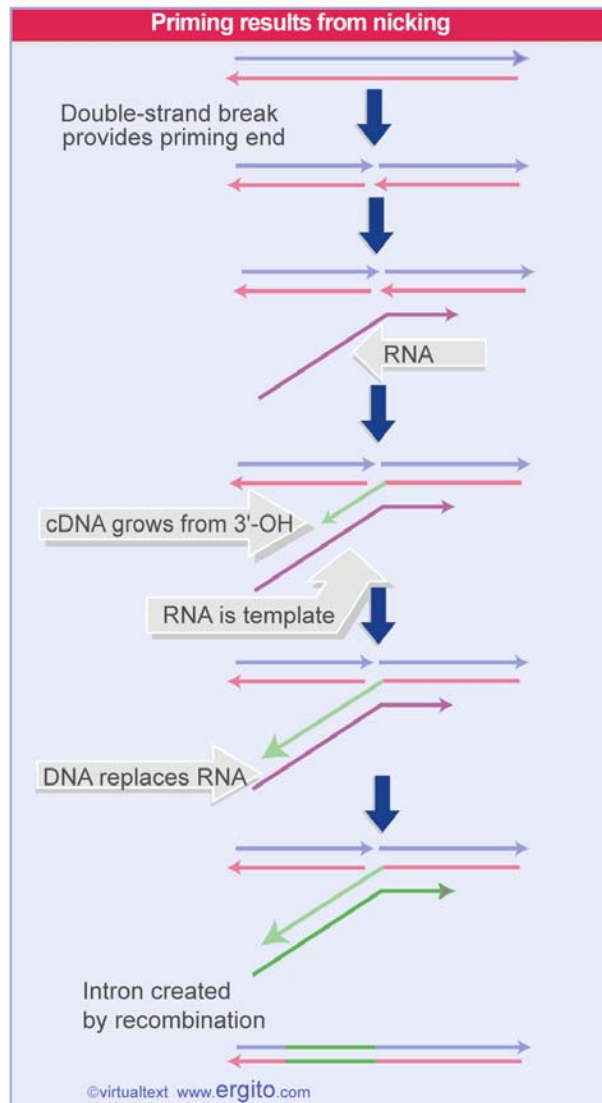 Priming results from nicking
Double-strand break
provides priming end
RNA
cDNA grows from 3'-OH
RNA is template
DNA replaces RNA
Intron created
by recombination
©virtualtext www.ergito.com